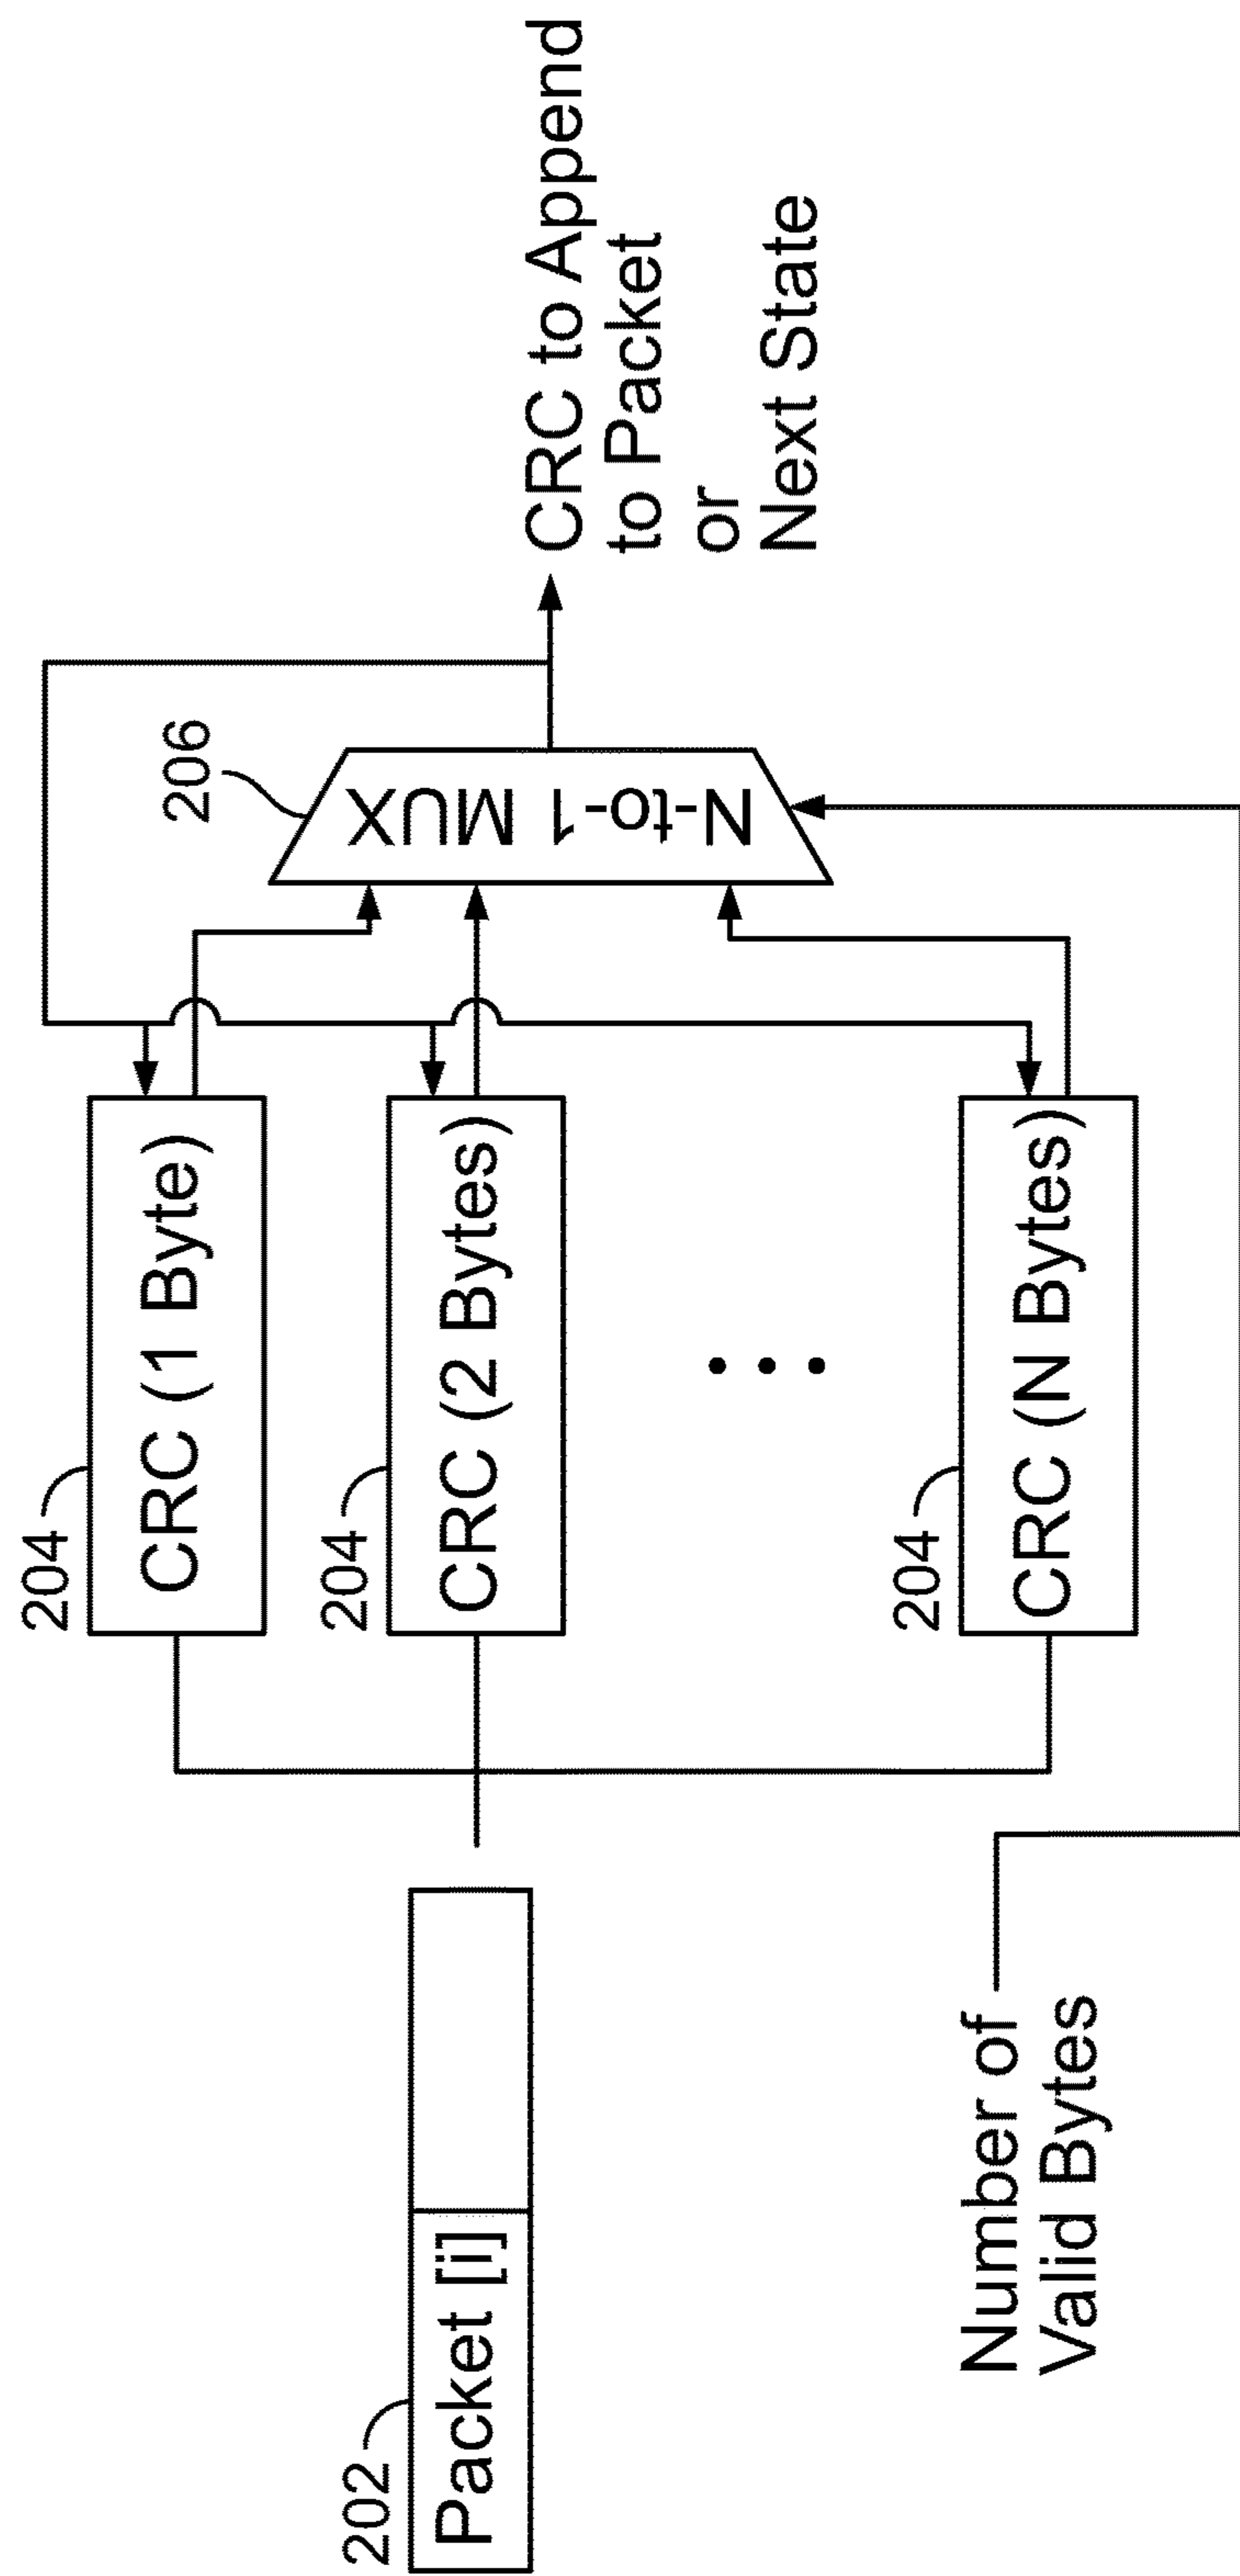 202
Packet [i]
Number of
Valid Bytes
204
CRC (1 Byte)
204
CRC (2 Bytes)
204
CRC (N Bytes)
206
N-to-1 MUX
CRC to Append
to Packet
or
Next State